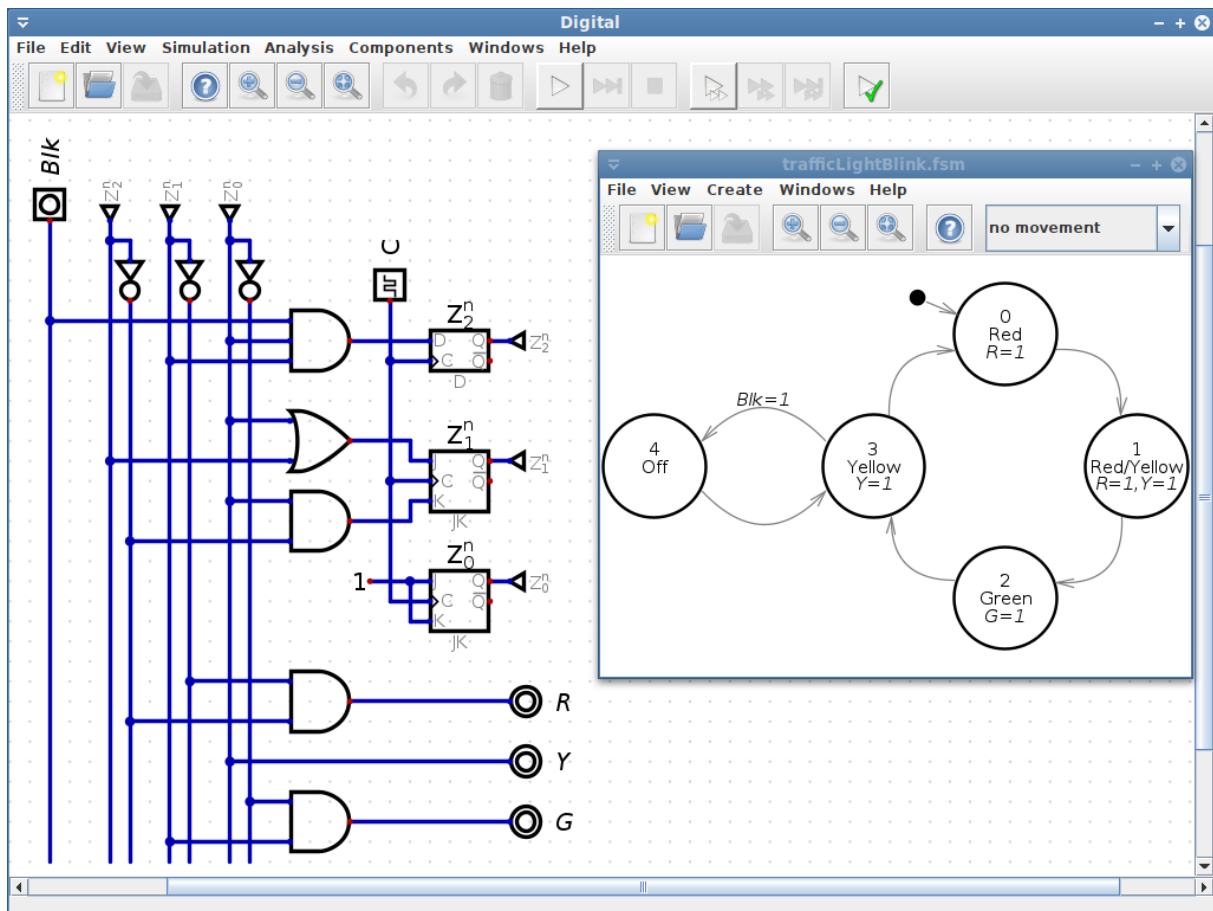 Digital
File Edit View Simulation Analysis Components Windows Help
Blk
Z₂ⁿ Z₁ⁿ Z₀ⁿ
C
Z₂ⁿ
D Q
C Q
D
Z₂ⁿ
Z₁ⁿ
J Q
C Q
K
JK
Z₁ⁿ
Z₀ⁿ
1
J Q
C Q
K
JK
Z₀ⁿ
R
Y
G
trafficLightBlink.fsm
File View Create Windows Help
no movement
0
Red
R=1
Blk=1
4
Off
3
Yellow
Y=1
1
Red/Yellow
R=1,Y=1
2
Green
G=1